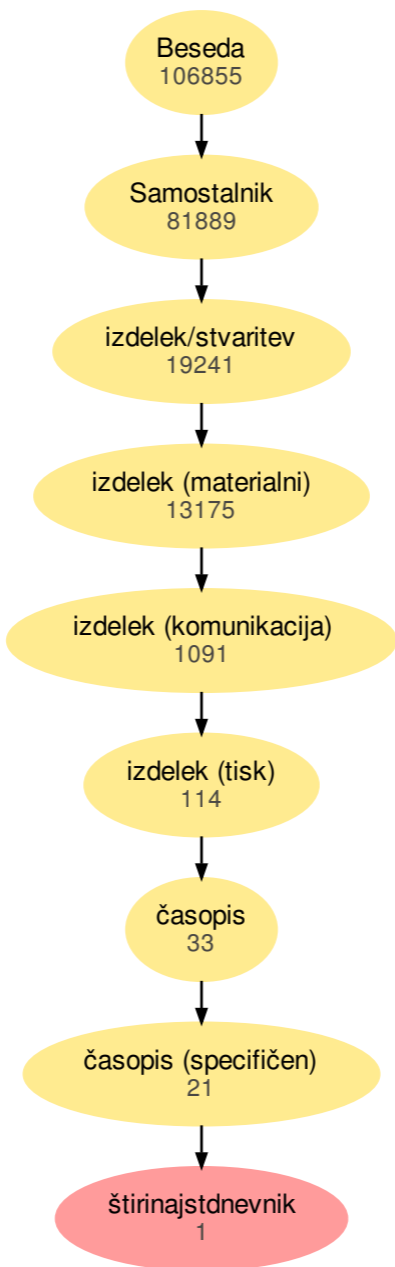 Beseda
106855
Samostalnik
81889
izdelek/stvaritev
19241
izdelek (materialni)
13175
izdelek (komunikacija)
1091
izdelek (tisk)
114
časopis
33
časopis (specifičen)
21
štirinajstdnevnik
1